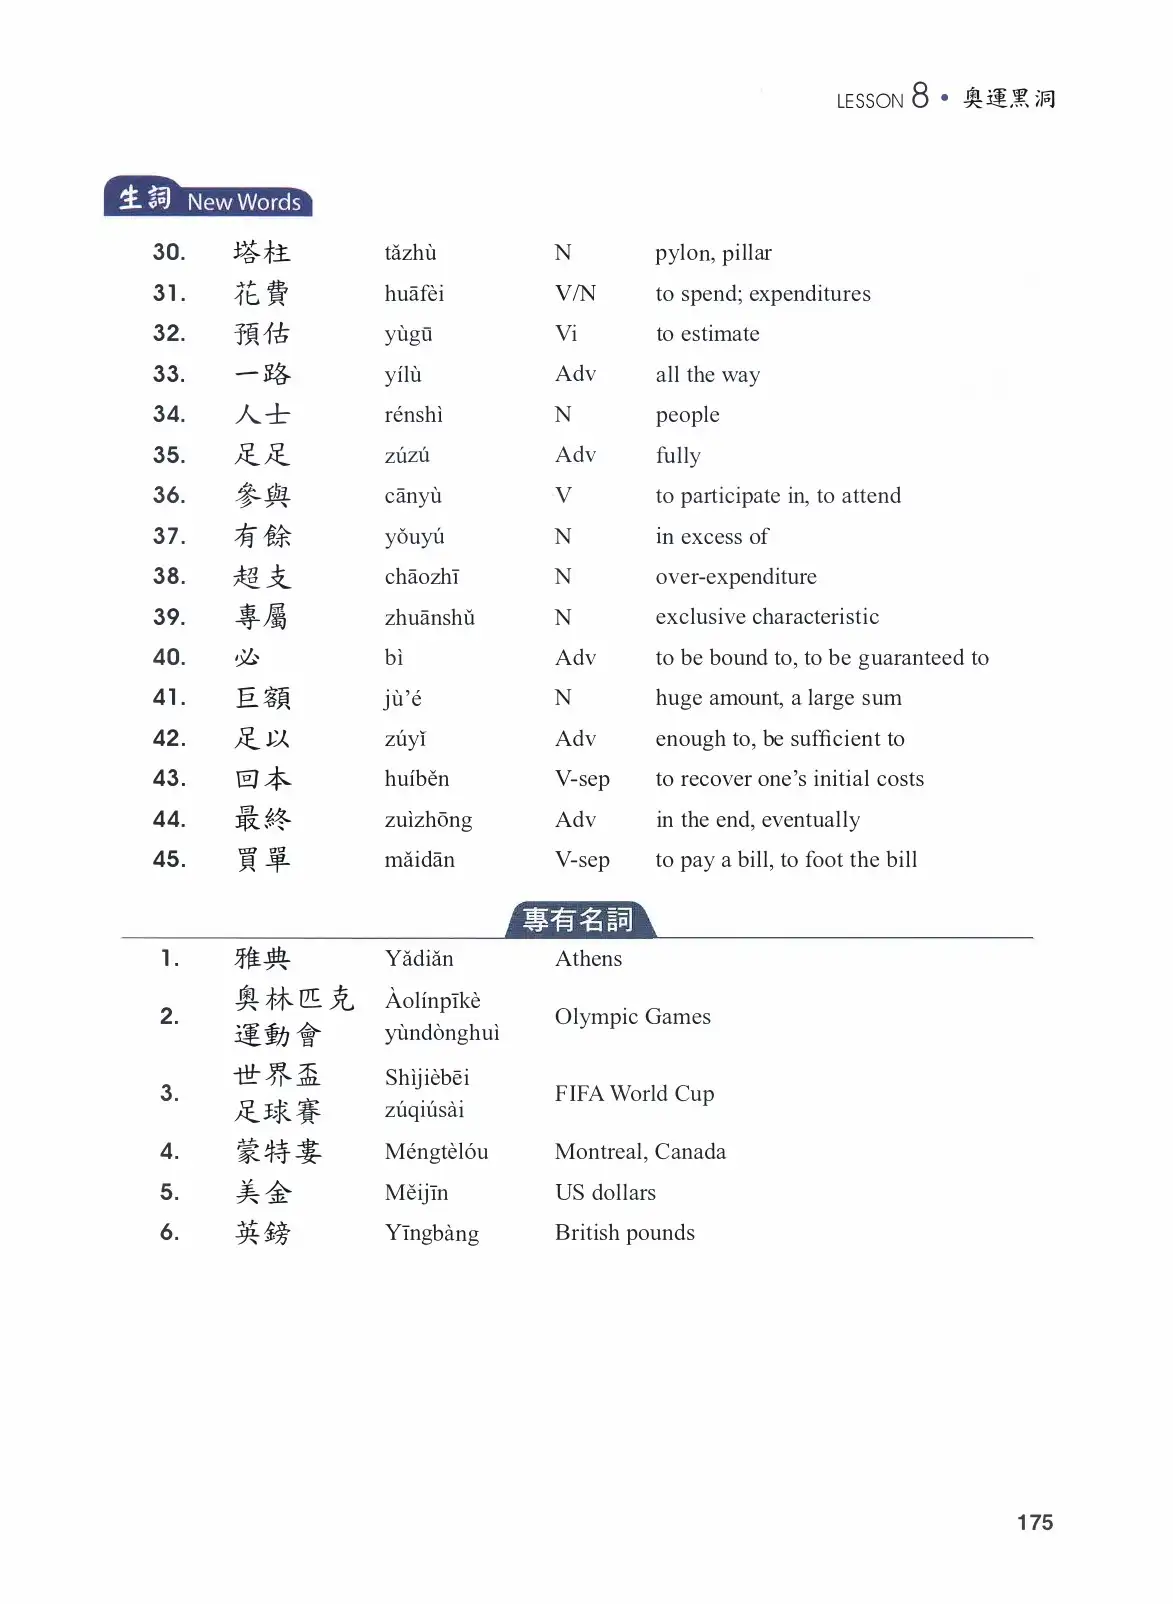 LESSON 8 • 奧運黑洞
生詞 New Words
30. 塔柱 tǎzhù N pylon, pillar
31. 花費 huāfèi V/N to spend; expenditures
32. 預估 yùgū Vi to estimate
33. 一路 yílù Adv all the way
34. 人士 rénshì N people
35. 足足 zúzú Adv fully
36. 參與 cānyù V to participate in, to attend
37. 有餘 yǒuyú N in excess of
38. 超支 chāozhī N over-expenditure
39. 專屬 zhuānshǔ N exclusive characteristic
40. 必 bì Adv to be bound to, to be guaranteed to
41. 巨額 jù’é N huge amount, a large sum
42. 足以 zúyǐ Adv enough to, be sufficient to
43. 回本 huíběn V-sep to recover one’s initial costs
44. 最終 zuìzhōng Adv in the end, eventually
45. 買單 mǎidān V-sep to pay a bill, to foot the bill
專有名詞
1. 雅典 Yǎdiǎn Athens
2. 奧林匹克 Àolínpīkè Olympic Games
運動會 yùndònghuì
3. 世界盃 Shìjièbēi FIFA World Cup
足球賽 zúqiúsài
4. 蒙特婁 Méngtèlóu Montreal, Canada
5. 美金 Měijīn US dollars
6. 英鎊 Yīngbàng British pounds
175